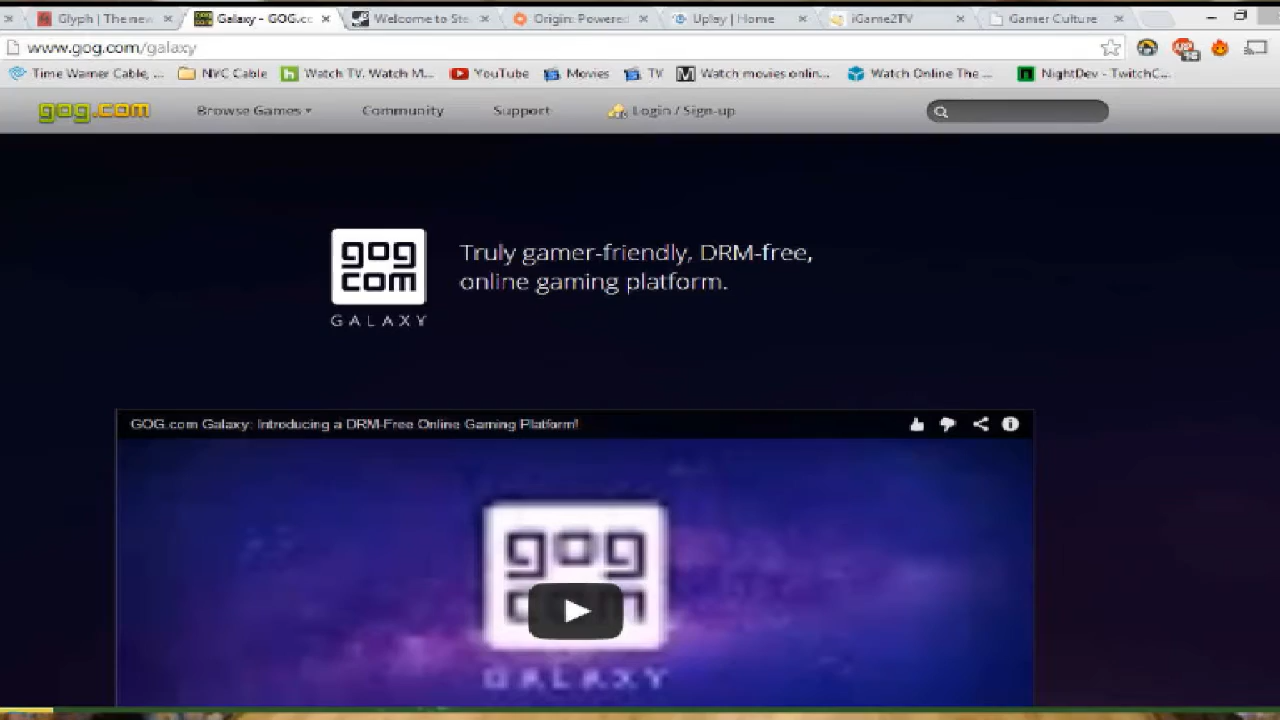 Glyph | The new
Galaxy - GOG.cc
Welcome to Ste
Origin: Powered
Uplay | Home
iGame2TV
Gamer Culture
www.gog.com/galaxy
Time Warner Cable, ...
NYC Cable
Watch TV. Watch M...
YouTube
Movies
TV
Watch movies onlin...
Watch Online The ...
NightDev - TwitchC...
gog.com
Browse Games
Community
Support
Login / Sign-up
gog
com
GALAXY
Truly gamer-friendly, DRM-free,
online gaming platform.
GOG.com Galaxy: Introducing a DRM-Free Online Gaming Platform!
gog
com
GALAXY